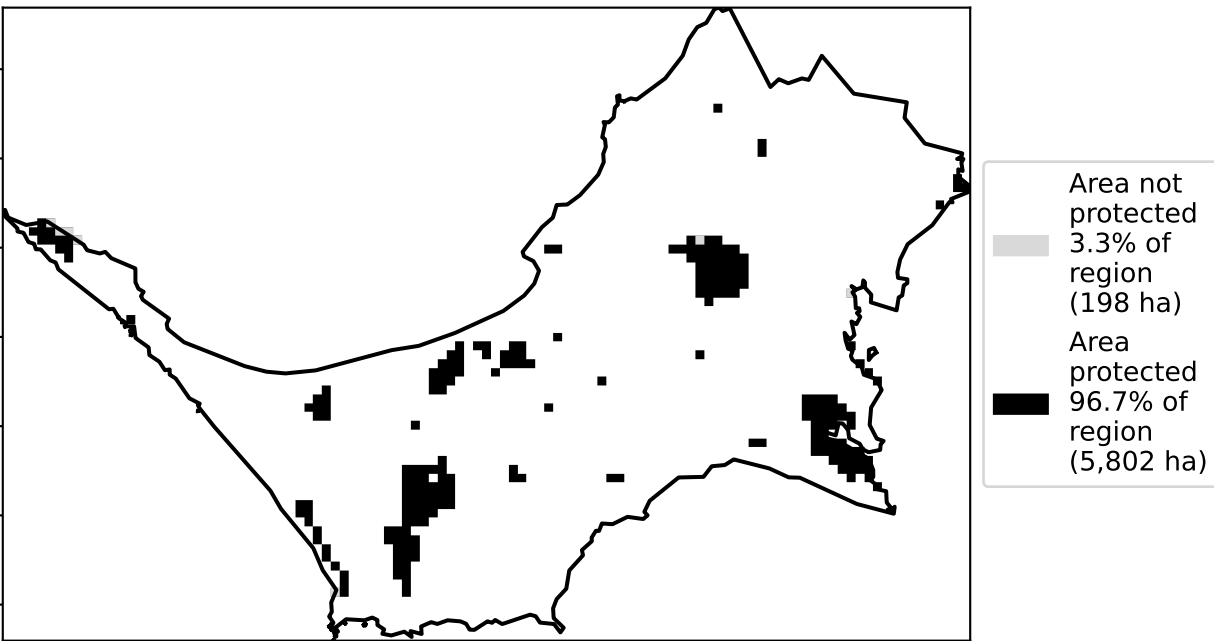 Area not
protected
3.3% of
region
(198 ha)
Area
protected
96.7% of
region
(5,802 ha)